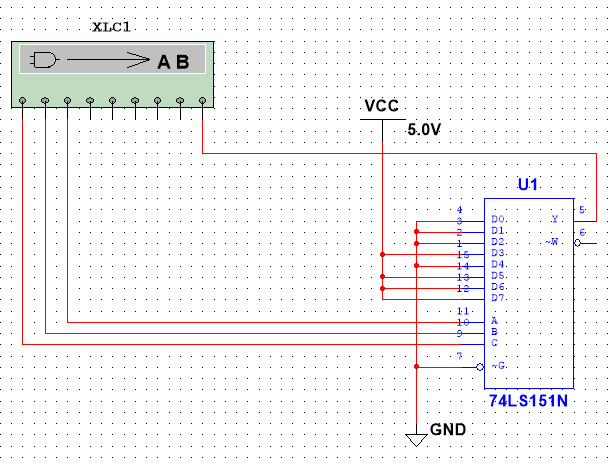 XLC1
A B
VCC
5.0V
U1
4 D0 Y 5
3 D1
2 D2 ~W 6
1 D3
15 D4
14 D5
13 D6
12 D7
11 A
10 B
9 C
7 ~G
74LS151N
GND